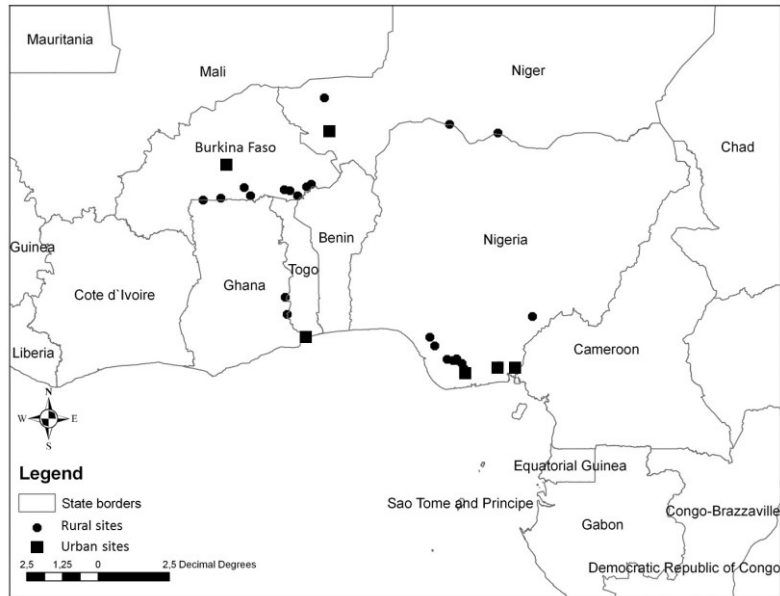 Mauritania
Mali
Niger
Chad
Burkina Faso
Benin
Nigeria
Guinea
Cote d`Ivoire
Ghana
Togo
Liberia
Cameroon
N
W
E
S
Equatorial Guinea
Sao Tome and Principe
Gabon
Congo-Brazzaville
Democratic Republic of Congo
Legend
State borders
Rural sites
Urban sites
2,5 1,25 0 2,5 Decimal Degrees